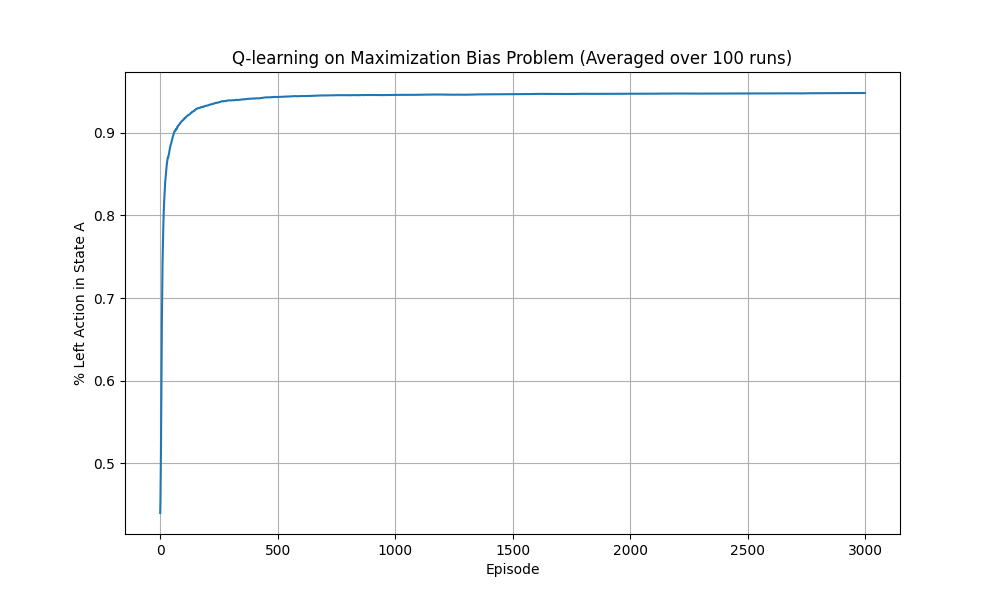 Q-learning on Maximization Bias Problem (Averaged over 100 runs)
% Left Action in State A
0.9
0.8
0.7
0.6
0.5
0 500 1000 1500 2000 2500 3000
Episode